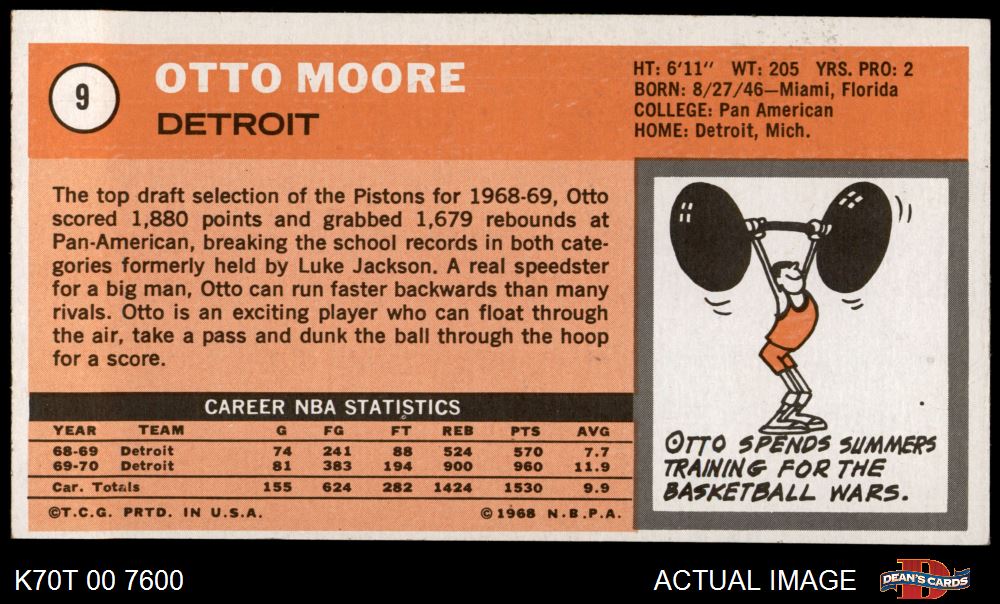 9
OTTO MOORE
DETROIT
HT: 6'11" WT: 205 YRS. PRO: 2
BORN: 8/27/46—Miami, Florida
COLLEGE: Pan American
HOME: Detroit, Mich.
The top draft selection of the Pistons for 1968-69, Otto
scored 1,880 points and grabbed 1,679 rebounds at
Pan-American, breaking the school records in both cate-
gories formerly held by Luke Jackson. A real speedster
for a big man, Otto can run faster backwards than many
rivals. Otto is an exciting player who can float through
the air, take a pass and dunk the ball through the hoop
for a score.
CAREER NBA STATISTICS
YEAR TEAM G FG FT REB PTS AVG
68-69 Detroit 74 241 88 524 570 7.7
69-70 Detroit 81 383 194 900 960 11.9
Car. Totals 155 624 282 1424 1530 9.9
©T.C.G. PRTD. IN U.S.A. ©1968 N.B.P.A.
OTTO SPENDS SUMMERS
TRAINING FOR THE
BASKETBALL WARS.
K70T 00 7600
ACTUAL IMAGE
D
DEAN'S CARDS